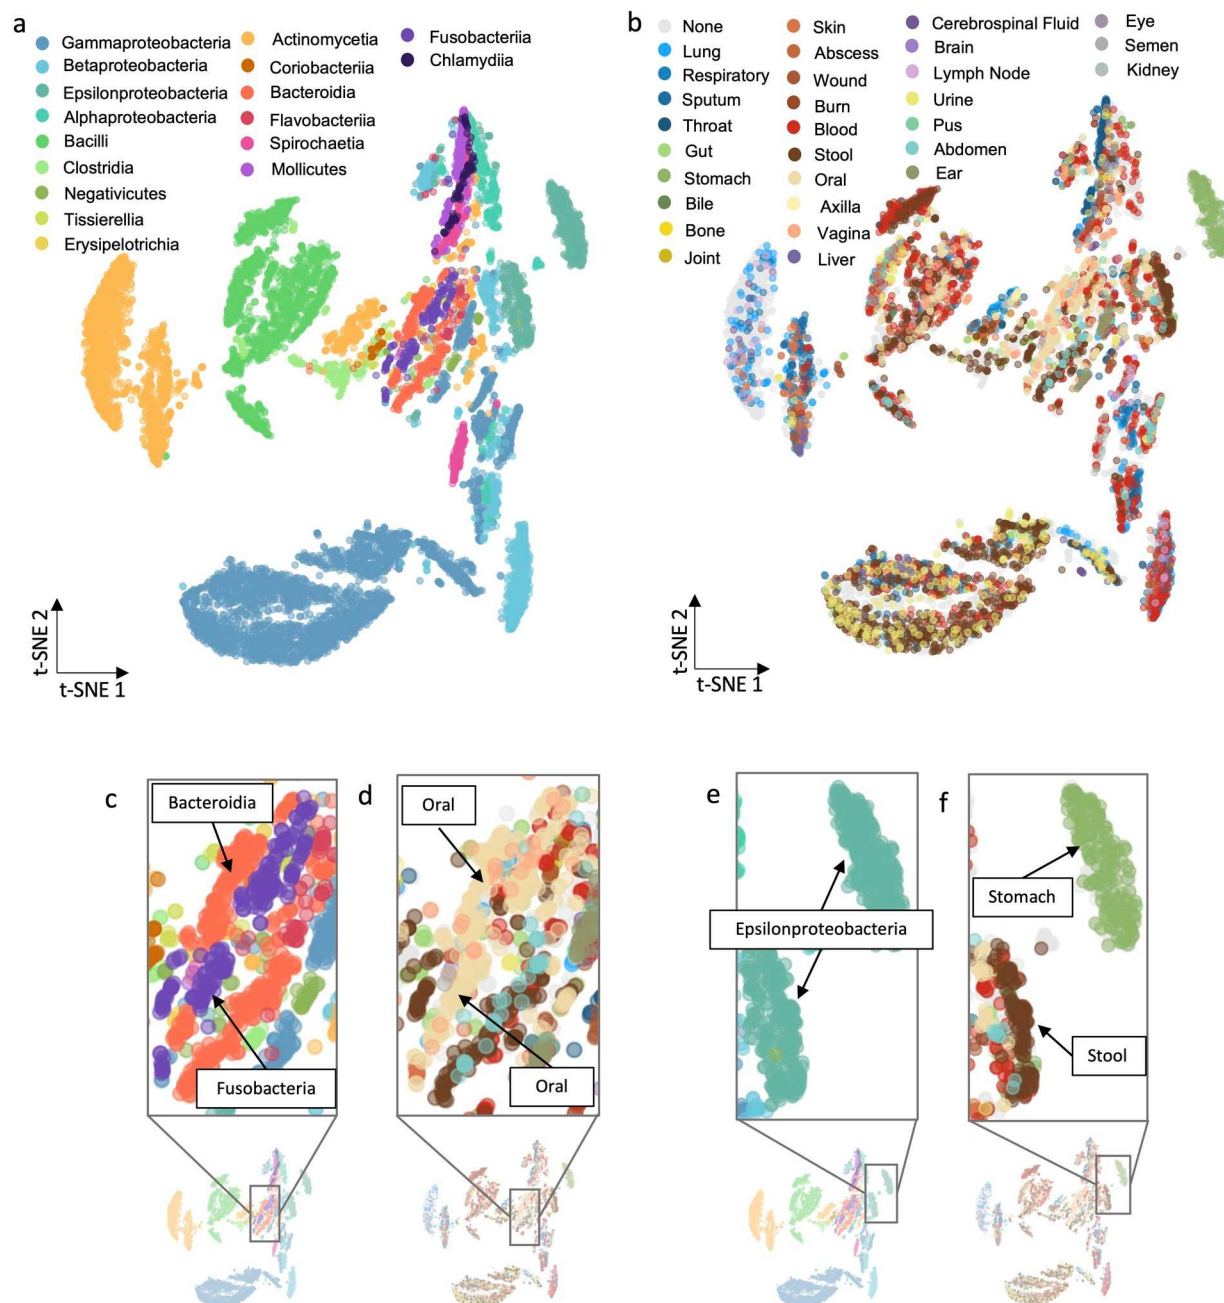 a
Gammaproteobacteria
Betaproteobacteria
Epsilonproteobacteria
Alphaproteobacteria
Bacilli
Clostridia
Negativicutes
Tissierellia
Erysipelotrichia
Actinomycetia
Coriobacteriia
Bacteroidia
Flavobacteriia
Spirochaetia
Mollicutes
Fusobacteriia
Chlamydiia
t-SNE 2
t-SNE 1
b
None
Lung
Respiratory
Sputum
Throat
Gut
Stomach
Bile
Bone
Joint
Skin
Abscess
Wound
Burn
Blood
Stool
Oral
Axilla
Vagina
Liver
Cerebrospinal Fluid
Brain
Lymph Node
Urine
Pus
Abdomen
Ear
Eye
Semen
Kidney
t-SNE 2
t-SNE 1
c
Bacteroidia
Fusobacteria
d
Oral
Oral
e
Epsilonproteobacteria
f
Stomach
Stool